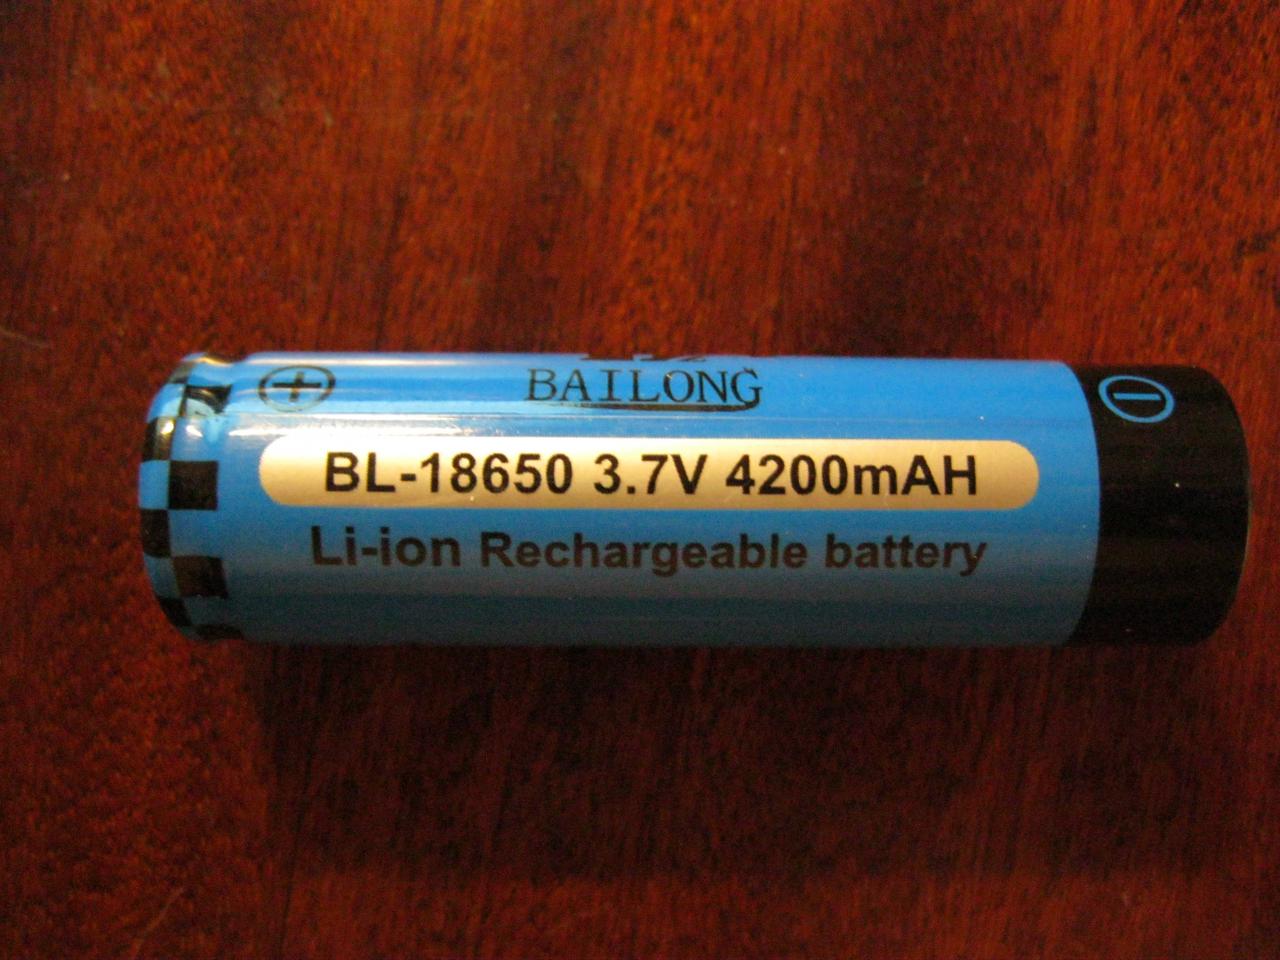 BAILONG
BL-18650 3.7V 4200mAH
Li-ion Rechargeable battery